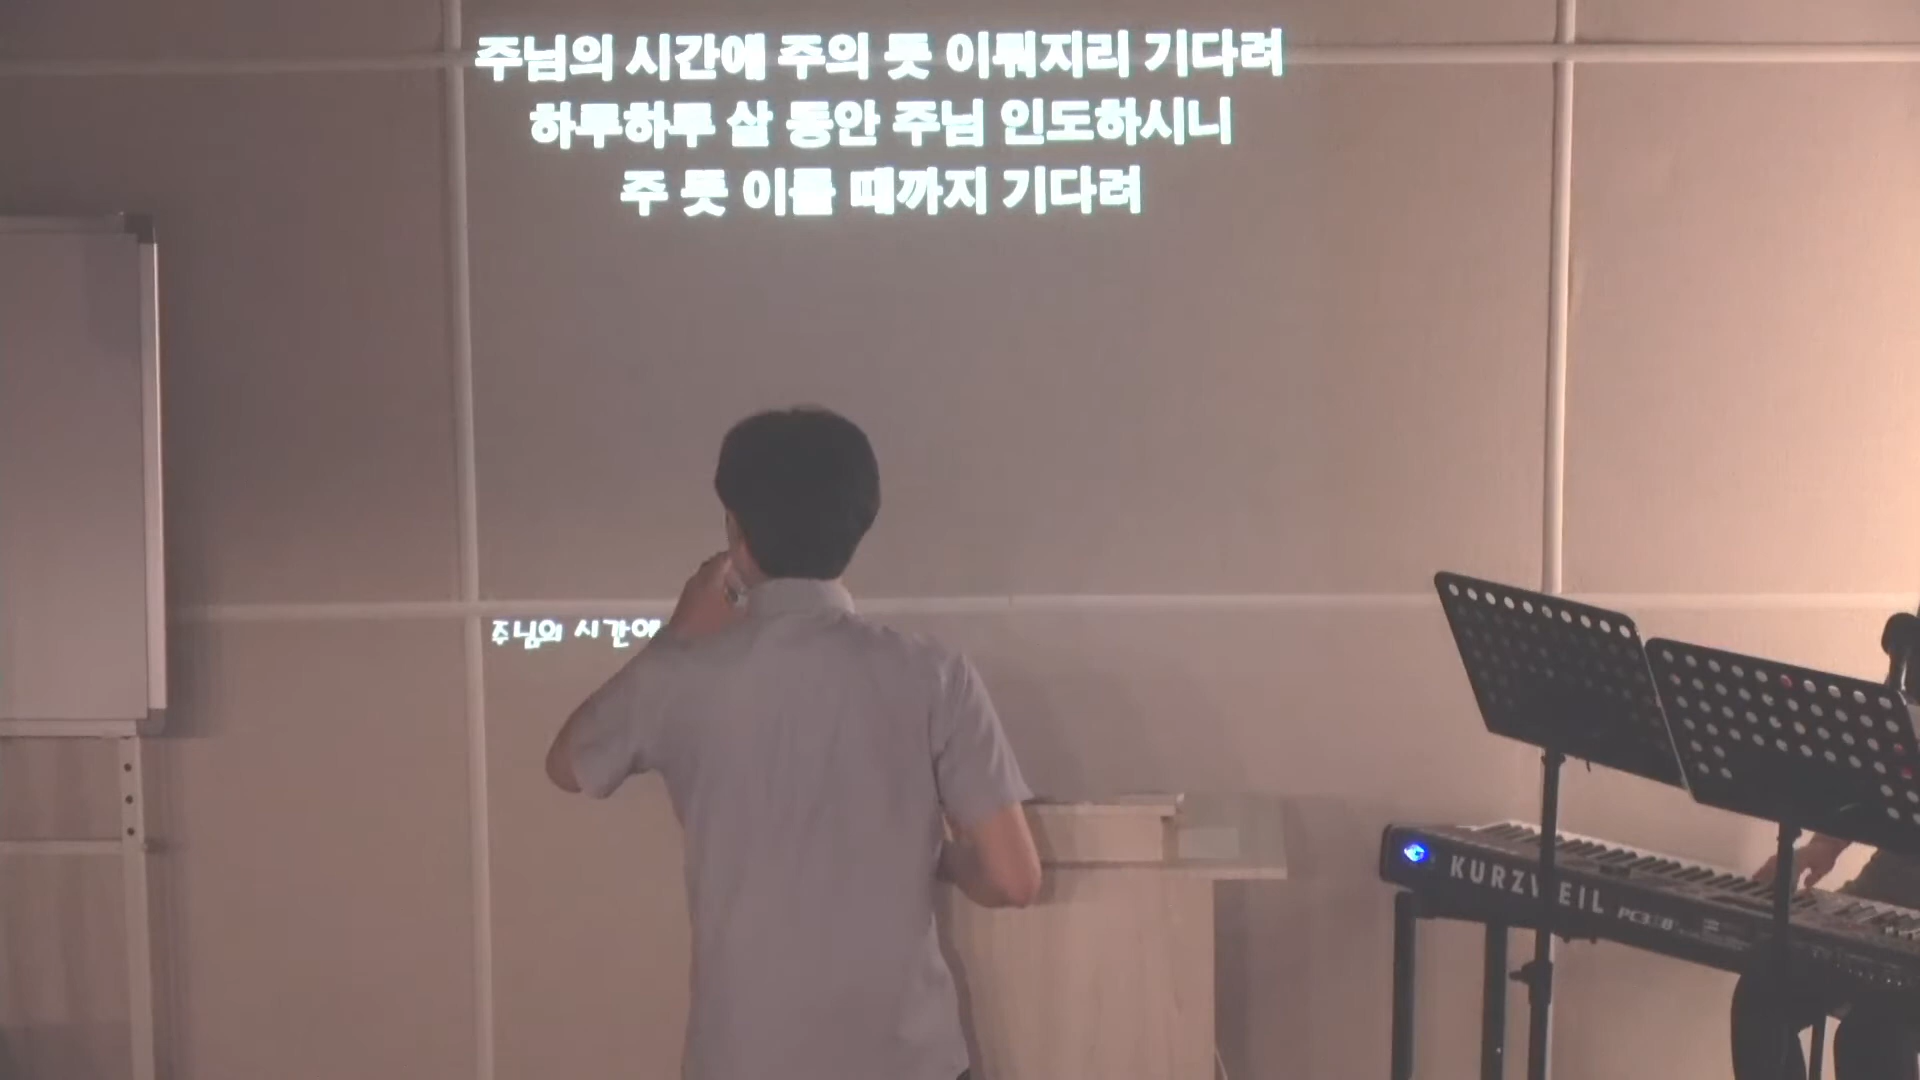 주님의 시간에 주의 뜻 이뤄지리 기다려
하루하루 살 동안 주님 인도하시니
주 뜻 이룰 때까지 기다려
주님의 시간에
KURZWEIL